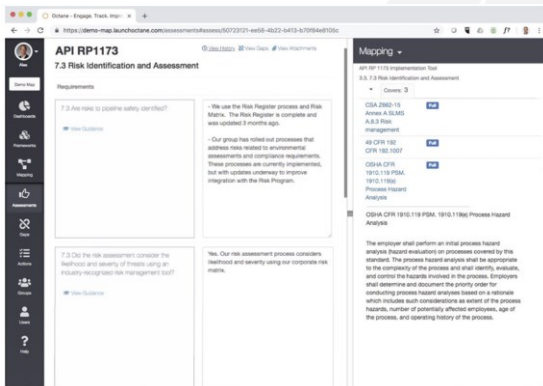 Octane - Engage, Track, Impr
https://demo-map.launchoctane.com/assessments#assess/50723121-ee58-4b22-b413-b70f94e8105c
Alex
Demo Map
Dashboards
Frameworks
Mapping
Assessments
Gaps
Actions
Groups
Users
Help
API RP1173
View History View Gaps View Attachments
7.3 Risk Identification and Assessment
Requirements
7.3 Are risks to pipeline safety identified?
View Guidance
- We use the Risk Register process and Risk
Matrix. The Risk Register is complete and
was updated 3 months ago.
- Our group has rolled out processes that
address risks related to environmental
assessments and compliance requirements.
These processes are currently implemented,
but with updates underway to improve
integration with the Risk Program.
7.3 Did the risk assessment consider the
likelihood and severity of threats using an
industry-recognized risk management tool?
View Guidance
Yes. Our risk assessment process considers
likelihood and severity using our corporate risk
matrix.
Mapping
API RP 1173 Implementation Tool
3.3. 7.3 Risk Identification and Assessment
Covers: 3
CSA Z662-15
Annex A SLMS
A.8.3 Risk
management
Full
49 CFR 192
CFR 192.1007
Full
OSHA CFR
1910.119 PSM.
1910.119(e)
Process Hazard
Analysis
Full
OSHA CFR 1910.119 PSM. 1910.119(e) Process Hazard
Analysis
The employer shall perform an initial process hazard
analysis (hazard evaluation) on processes covered by this
standard. The process hazard analysis shall be appropriate
to the complexity of the process and shall identify, evaluate,
and control the hazards involved in the process. Employers
shall determine and document the priority order for
conducting process hazard analyses based on a rationale
which includes such considerations as extent of the process
hazards, number of potentially affected employees, age of
the process, and operating history of the process.